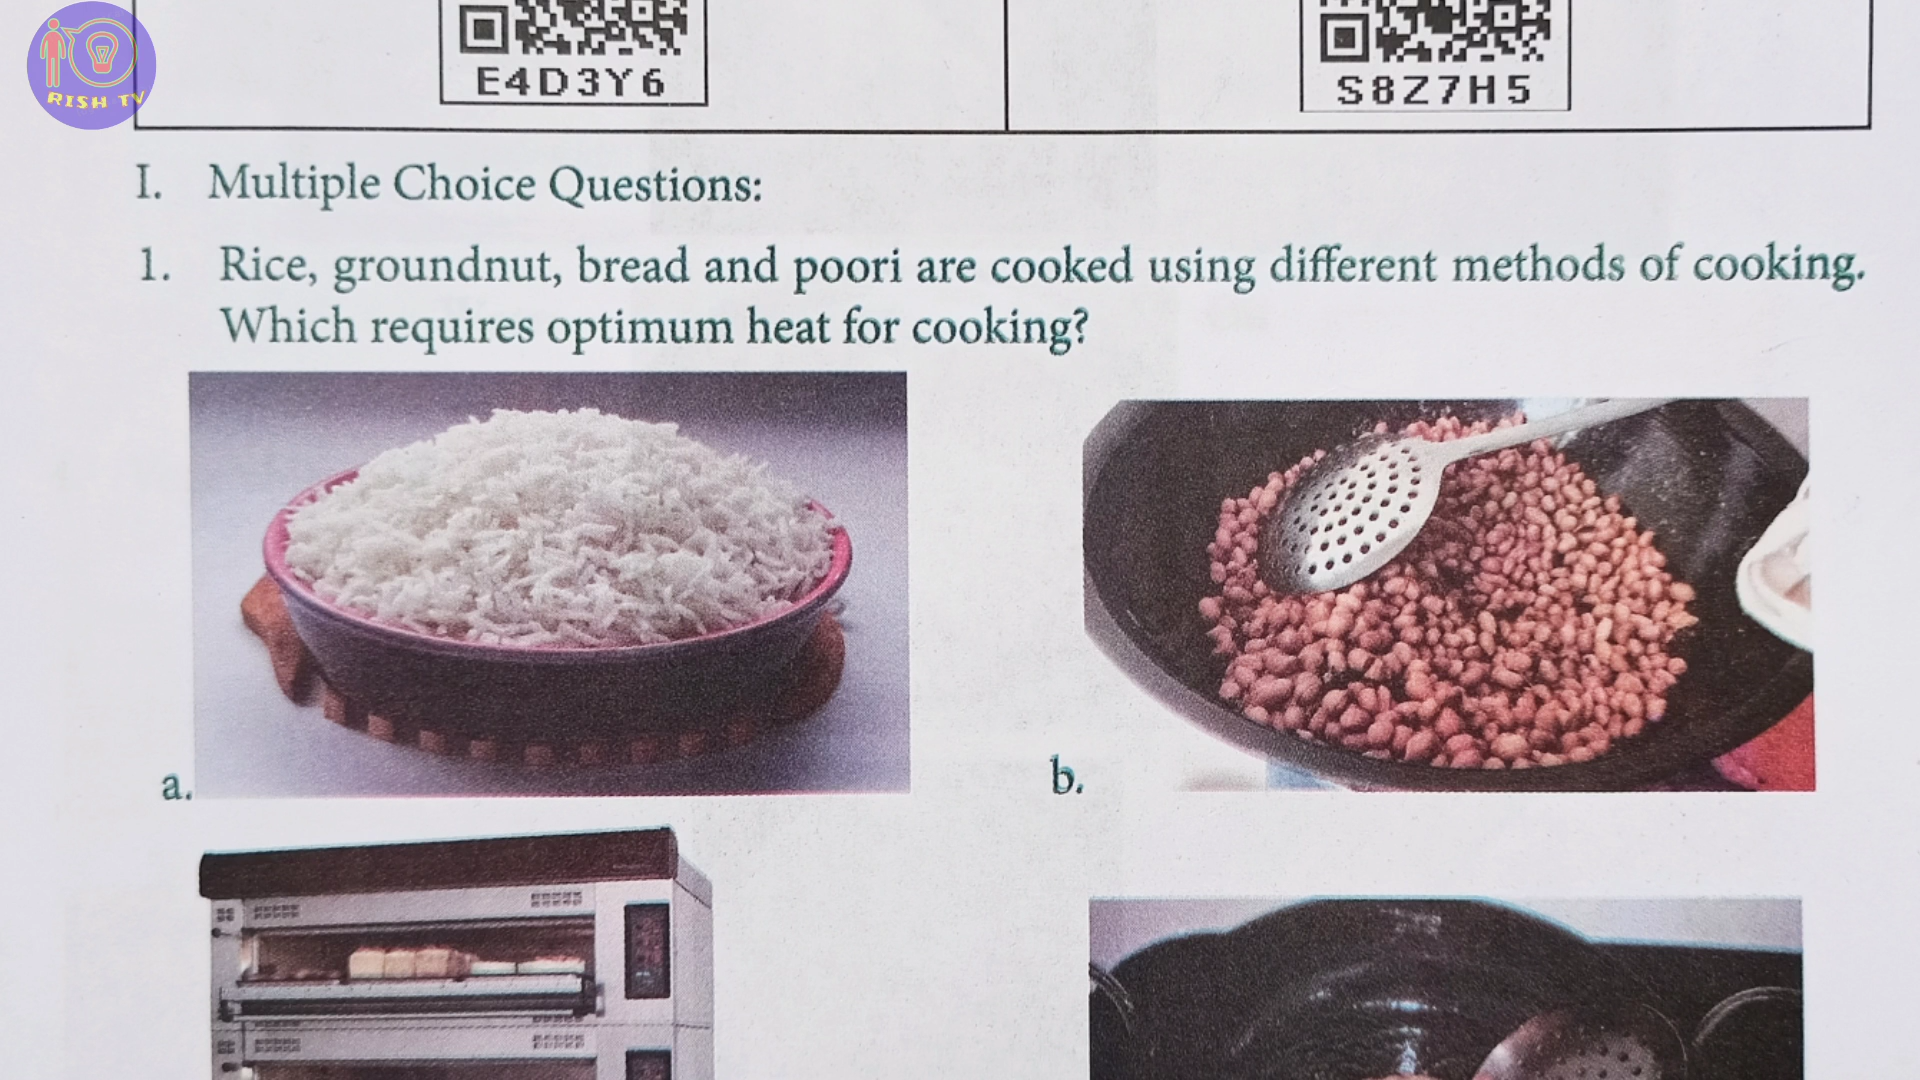 RISH TV
E4D3Y6
S8Z7H5
I. Multiple Choice Questions:
1. Rice, groundnut, bread and poori are cooked using different methods of cooking.
Which requires optimum heat for cooking?
a.
b.